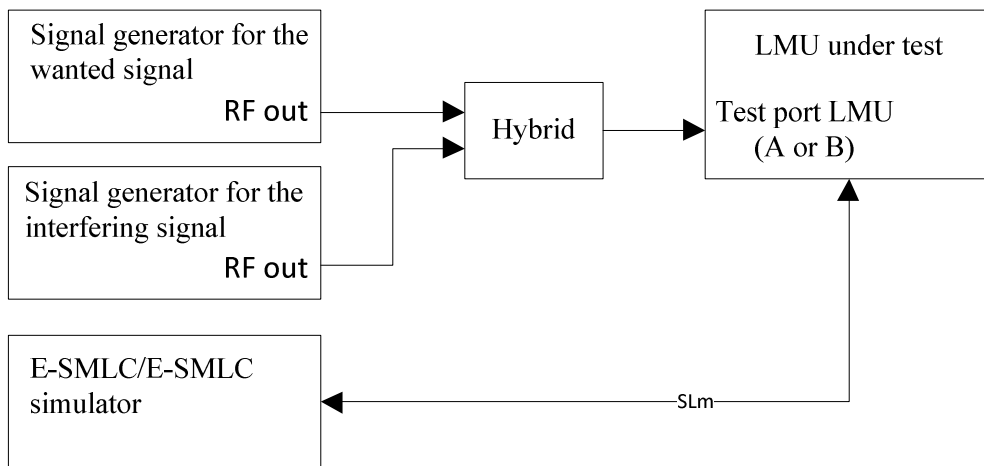 Signal generator for the
wanted signal
RF out
Signal generator for the
interfering signal
RF out
Hybrid
LMU under test
Test port LMU
(A or B)
E-SMLC/E-SMLC
simulator
SLm